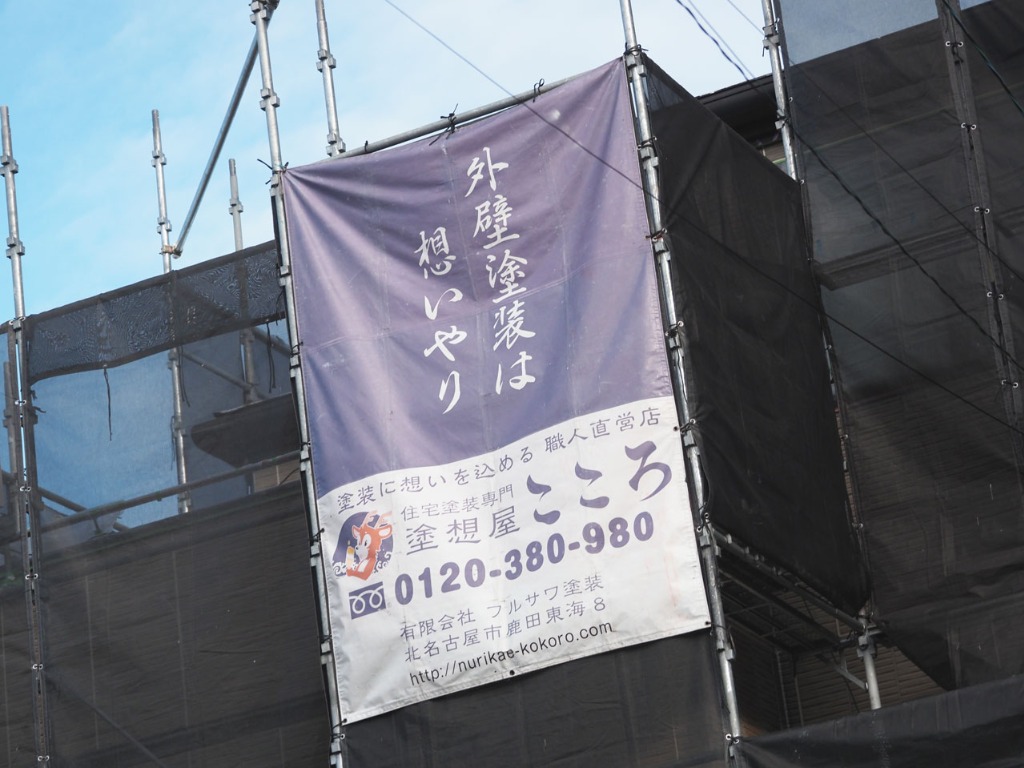 外壁塗装は
想いやり
塗装に想いを込める 職人直営店
住宅塗装専門
塗想屋こころ
0120-380-980
有限会社 フルサワ塗装
北名古屋市鹿田東海8
http://nurikae-kokoro.com